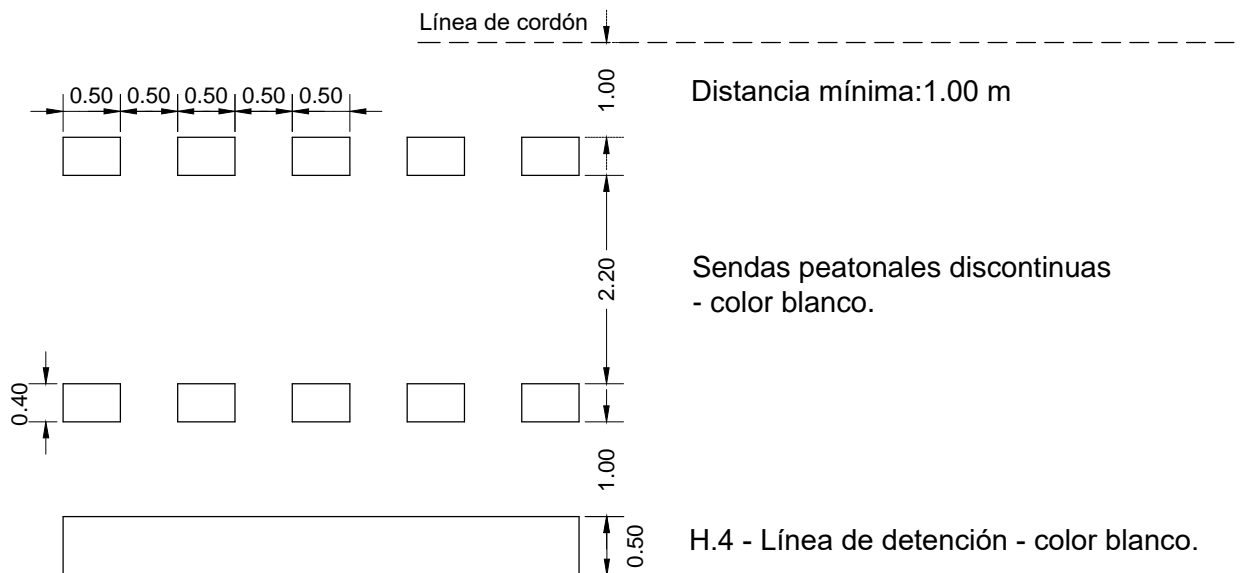 Línea de cordón
0.50 0.50 0.50 0.50 0.50
1.00
Distancia mínima:1.00 m
2.20
Sendas peatonales discontinuas
- color blanco.
0.40
1.00
0.50
H.4 - Línea de detención - color blanco.